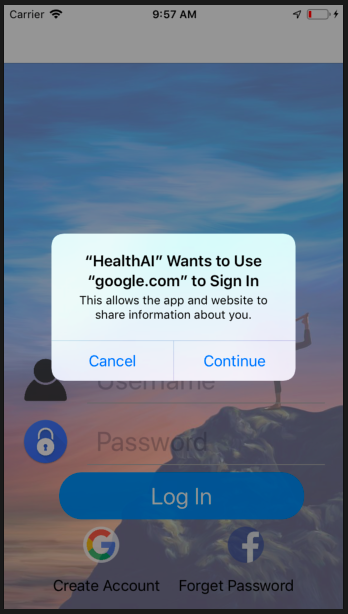 Carrier 9:57 AM
“HealthAI” Wants to Use
“google.com” to Sign In
This allows the app and website to
share information about you.
Cancel Continue
Username
Password
Log In
Create Account Forget Password